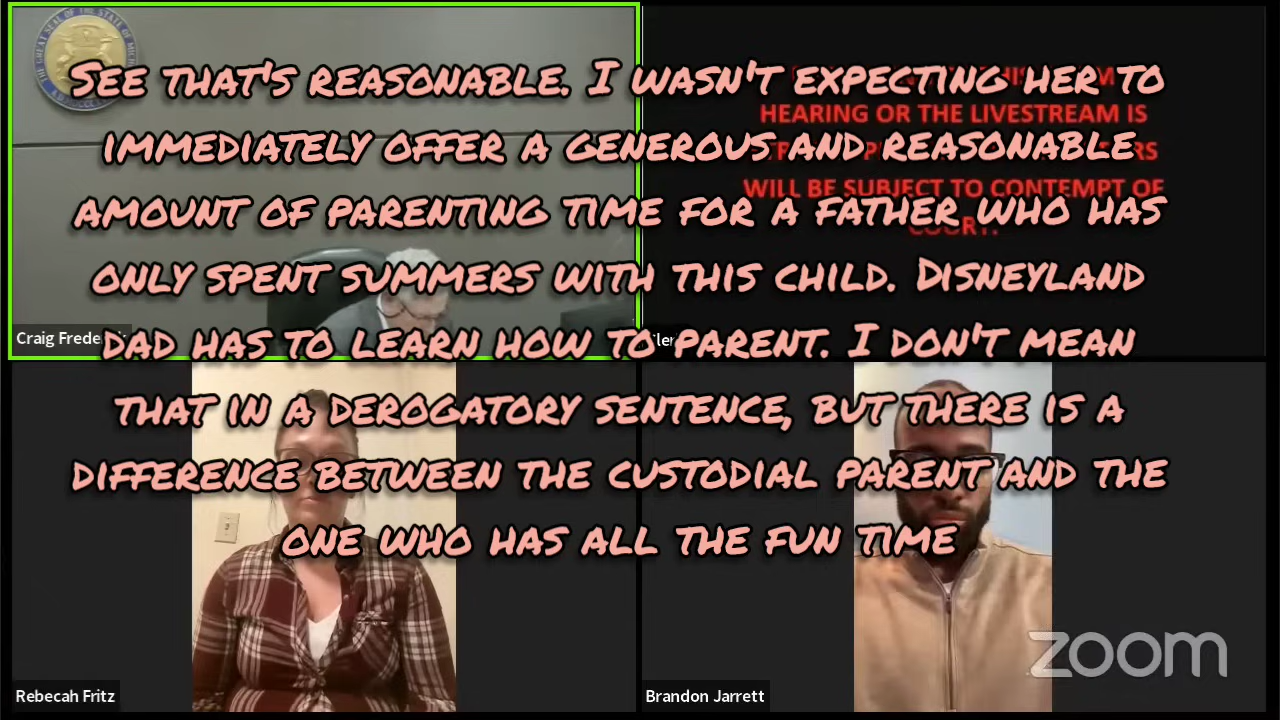 See that's reasonable. I wasn't expecting her to
immediately offer a generous and reasonable
amount of parenting time for a father who has
only spent summers with this child. Disneyland
dad has to learn how to parent. I don't mean
that in a derogatory sentence, but there is a
difference between the custodial parent and the
one who has all the fun time
HEARING OR THE LIVESTREAM IS
WILL BE SUBJECT TO CONTEMPT OF
COURT.
Craig
Rebecah Fritz
Brandon Jarrett
zoom